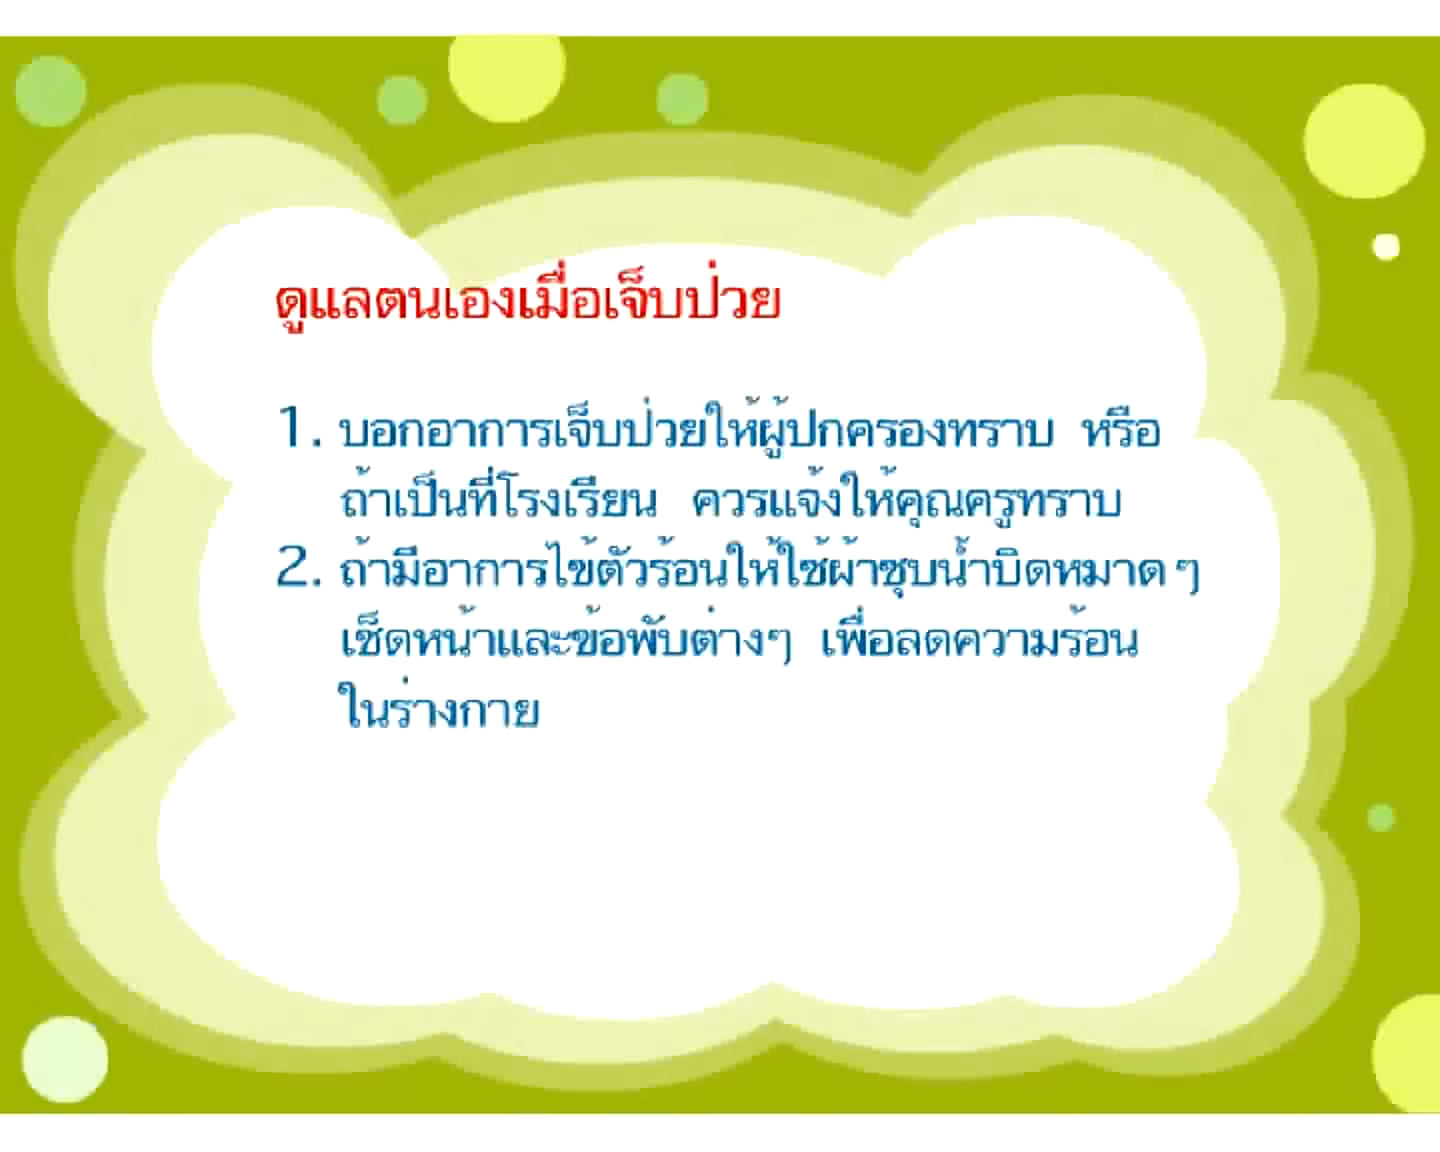 ดูแลตนเองเมื่อเจ็บป่วย
1. บอกอาการเจ็บป่วยให้ผู้ปกครองทราบ หรือ
ถ้าเป็นที่โรงเรียน ควรแจ้งให้คุณครูทราบ
2. ถ้ามีอาการไข้ตัวร้อนให้ใช้ผ้าชุบน้ำบิดหมาดๆ
เช็ดหน้าและข้อพับต่างๆ เพื่อลดความร้อน
ในร่างกาย